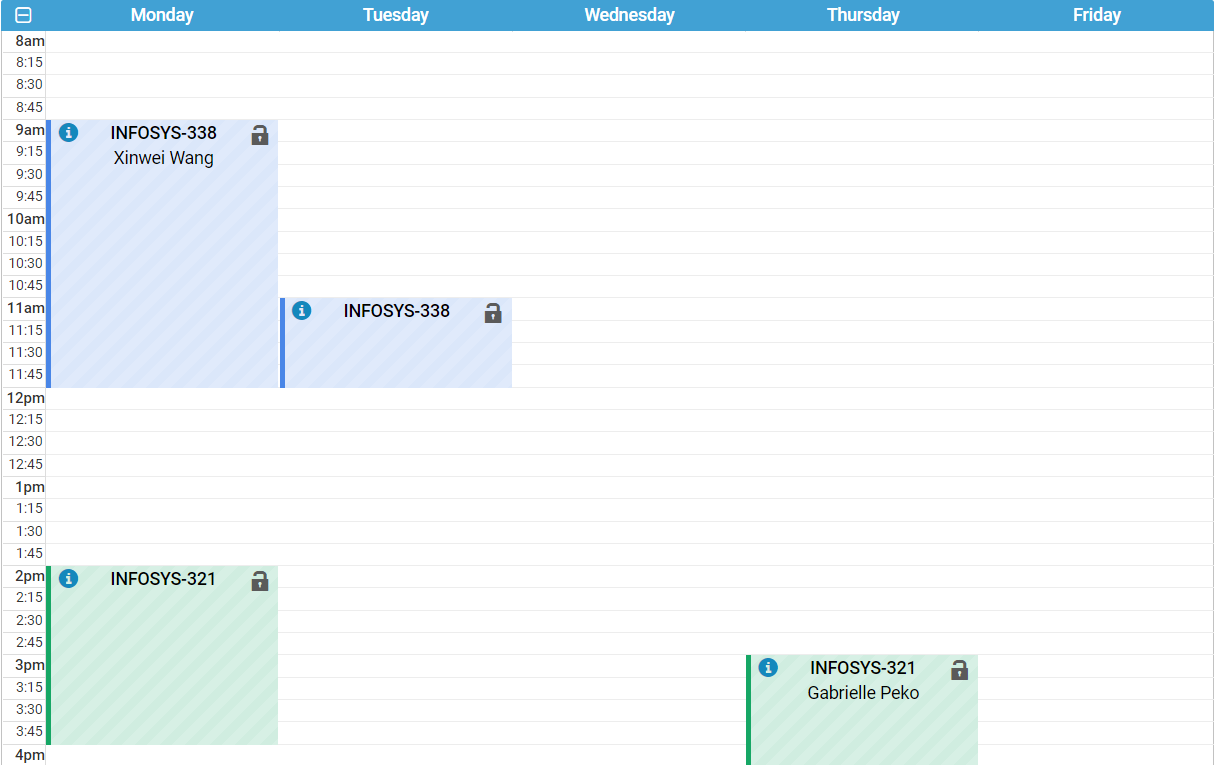 Monday Tuesday Wednesday Thursday Friday
8am
8:15
8:30
8:45
9am INFOSYS-338
9:15 Xinwei Wang
9:30
9:45
10am
10:15
10:30
10:45
11am INFOSYS-338
11:15
11:30
11:45
12pm
12:15
12:30
12:45
1pm
1:15
1:30
1:45
2pm INFOSYS-321
2:15
2:30
2:45
3pm INFOSYS-321
3:15 Gabrielle Peko
3:30
3:45
4pm